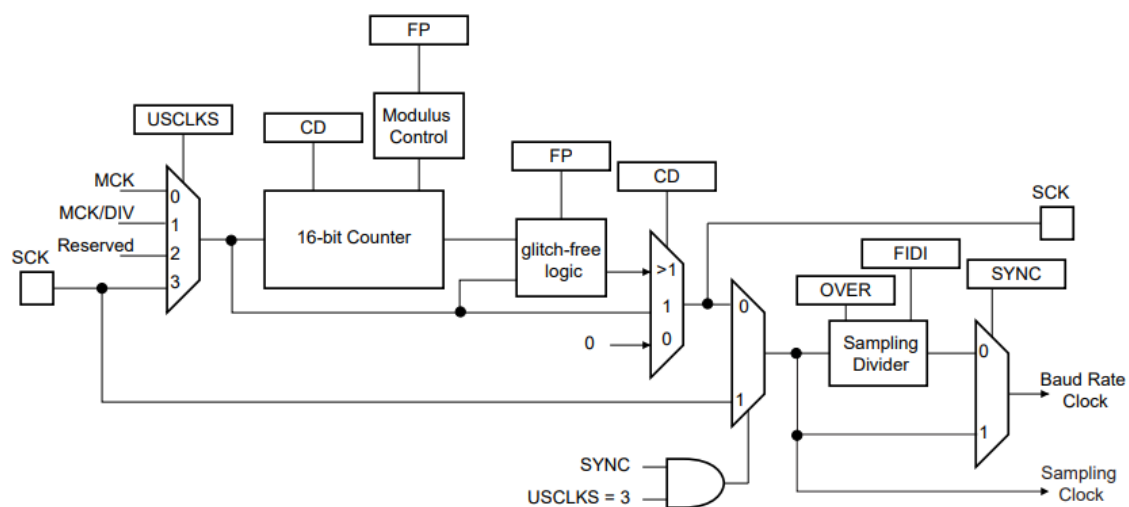 FP
USCLKS
CD
Modulus
Control
FP
CD
MCK
0
MCK/DIV
1
Reserved
2
SCK
3
16-bit Counter
glitch-free
logic
>1
1
0
0
SCK
FIDI
OVER
SYNC
0
Sampling
Divider
0
Baud Rate
Clock
1
1
SYNC
USCLKS = 3
Sampling
Clock